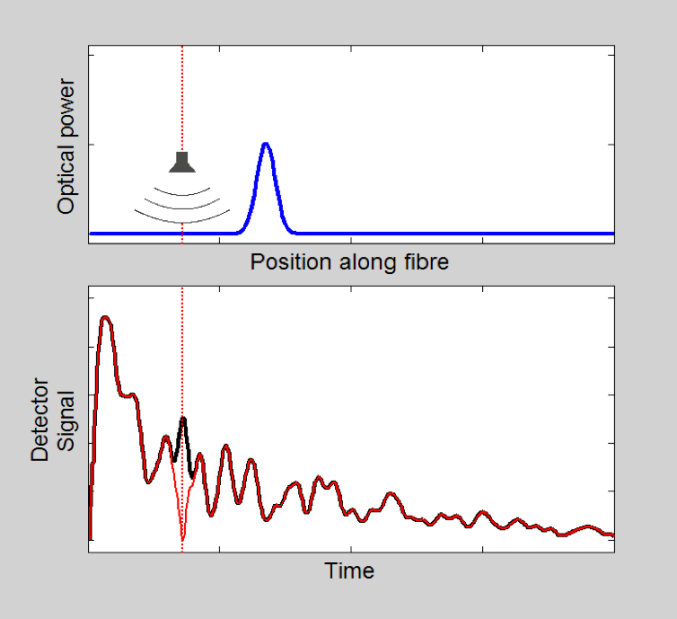 Optical power
Position along fibre
Detector
Signal
Time